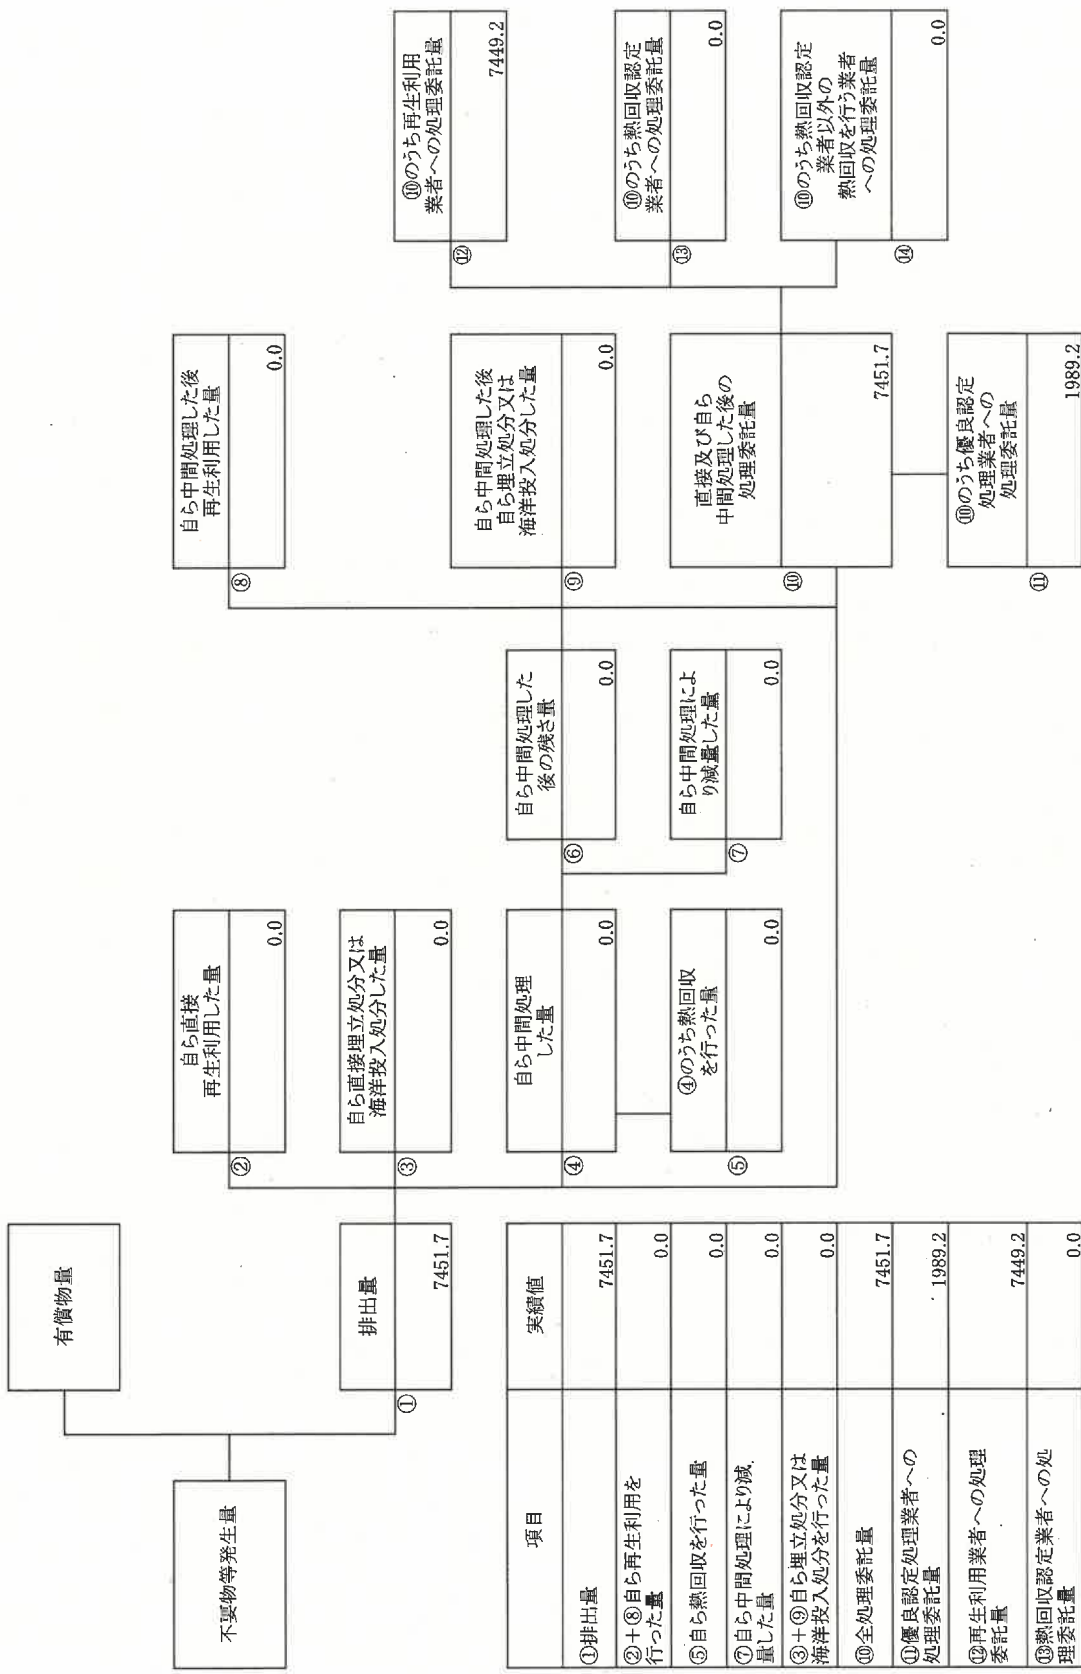 不要物等発生量
有償物量
排出量
① 7451.7
自ら直接
再生利用した量
② 0.0
自ら直接埋立処分又は
海洋投入処分した量
③ 0.0
自ら中間処理
した量
④ 0.0
④のうち熱回収
を行った量
⑤ 0.0
自ら中間処理した
後の残さ量
⑥ 0.0
自ら中間処理によ
り減量した量
⑦ 0.0
自ら中間処理した後
再生利用した量
⑧ 0.0
自ら中間処理した後
自ら埋立処分又は
海洋投入処分した量
⑨ 0.0
直接及び自ら
中間処理した後の
処理委託量
⑩ 7451.7
⑩のうち優良認定
処理業者への
処理委託量
⑪ 1989.2
⑩のうち再生利用
業者への処理委託量
⑫ 7449.2
⑩のうち熱回収認定
業者への処理委託量
⑬ 0.0
⑩のうち熱回収認定
業者以外の
熱回収を行う業者
への処理委託量
⑭ 0.0
項目 実績値
①排出量 7451.7
②+⑧自ら再生利用を
行った量 0.0
⑤自ら熱回収を行った量 0.0
⑦自ら中間処理により減
量した量 0.0
③+⑨自ら埋立処分又は
海洋投入処分を行った量 0.0
⑩全処理委託量 7451.7
⑪優良認定処理業者への
処理委託量 1989.2
⑫再生利用業者への処理
委託量 7449.2
⑬熱回収認定業者への処
理委託量 0.0